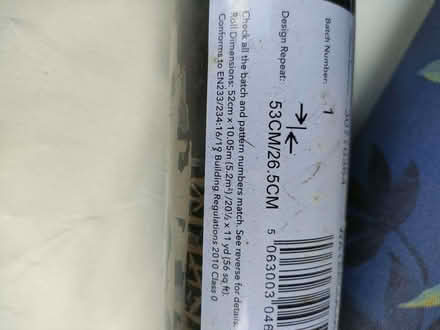 Batch Number: 1
Design Repeat: 53CM/26.5CM
5 063003 046
Check all the batch and pattern numbers match. See reverse for details.
Roll Dimensions: 52cm x 10.05m (5.2m²) /20½ x 11 yd (56 sq ft).
Conforms to EN233/234:16/19 Building Regulations 2010 Class 0